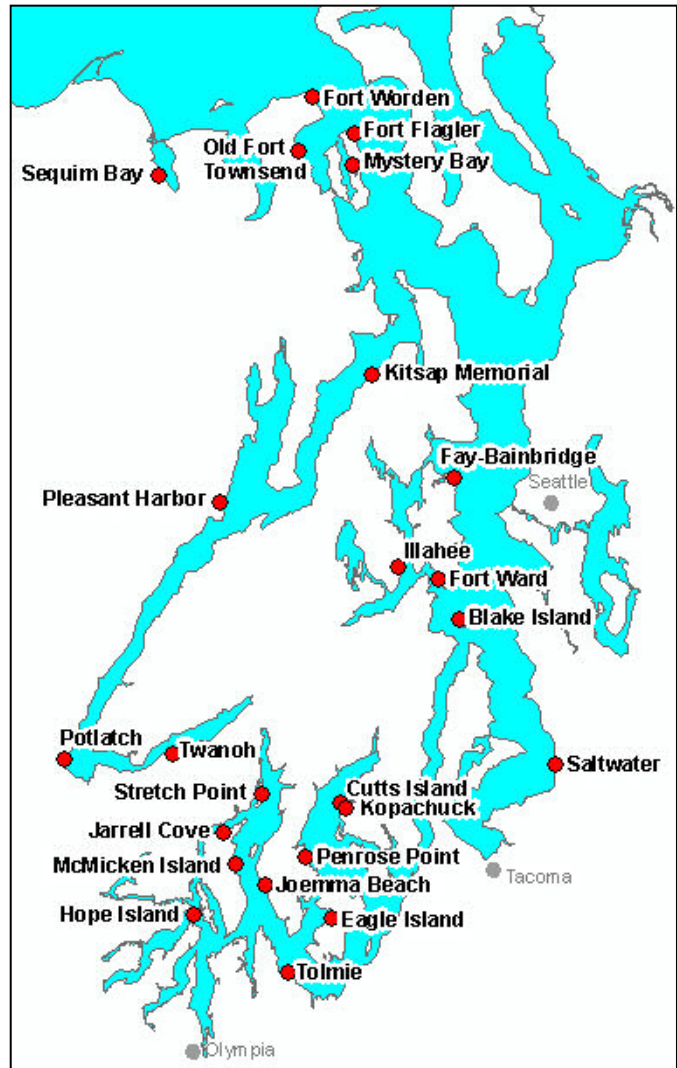 Fort Worden
Fort Flagler
Old Fort
Townsend
Mystery Bay
Sequim Bay
Kitsap Memorial
Fay-Bainbridge
Seattle
Pleasant Harbor
Illahee
Fort Ward
Blake Island
Potlatch
Twanoh
Saltwater
Stretch Point
Cutts Island
Kopachuck
Jarrell Cove
Penrose Point
McMicken Island
Tacoma
Joemma Beach
Hope Island
Eagle Island
Tolmie
Olympia